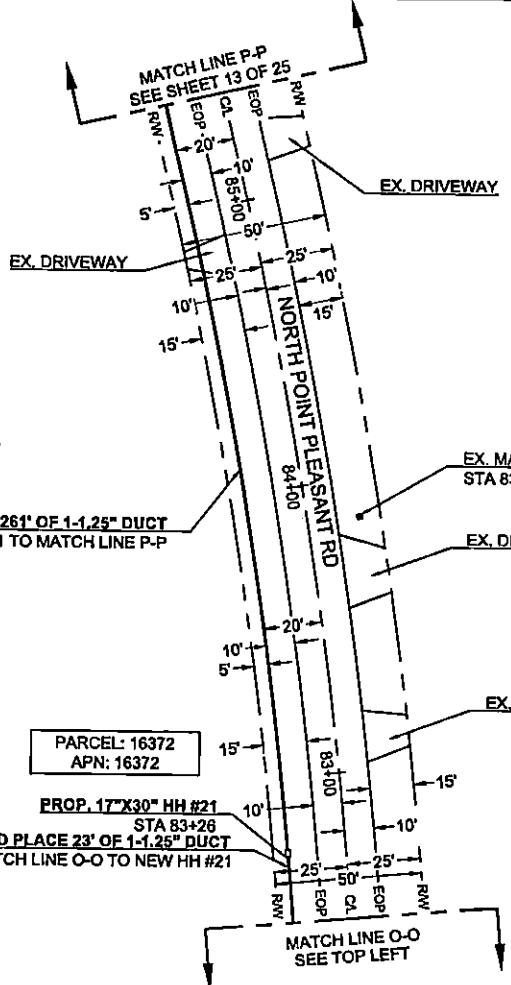 MATCH LINE P-P
SEE SHEET 13 OF 25
R/W
EOP
C/L
EOP
R/W
20'
10'
85+00
5'
50'
EX. DRIVEWAY
EX. DRIVEWAY
25'
25'
10'
10'
15'
15'
NORTH POINT PLEASANT RD
84+00
EX. MA
STA 83
261' OF 1-1.25" DUCT
TO MATCH LINE P-P
EX. D
20'
10'
5'
EX.
15'
PARCEL: 16372
APN: 16372
83+00
15'
PROP. 17"X30" HH #21
STA 83+26
10'
10'
D PLACE 23' OF 1-1.25" DUCT
TCH LINE O-O TO NEW HH #21
25'
25'
50'
R/W
EOP
C/L
EOP
R/W
MATCH LINE O-O
SEE TOP LEFT